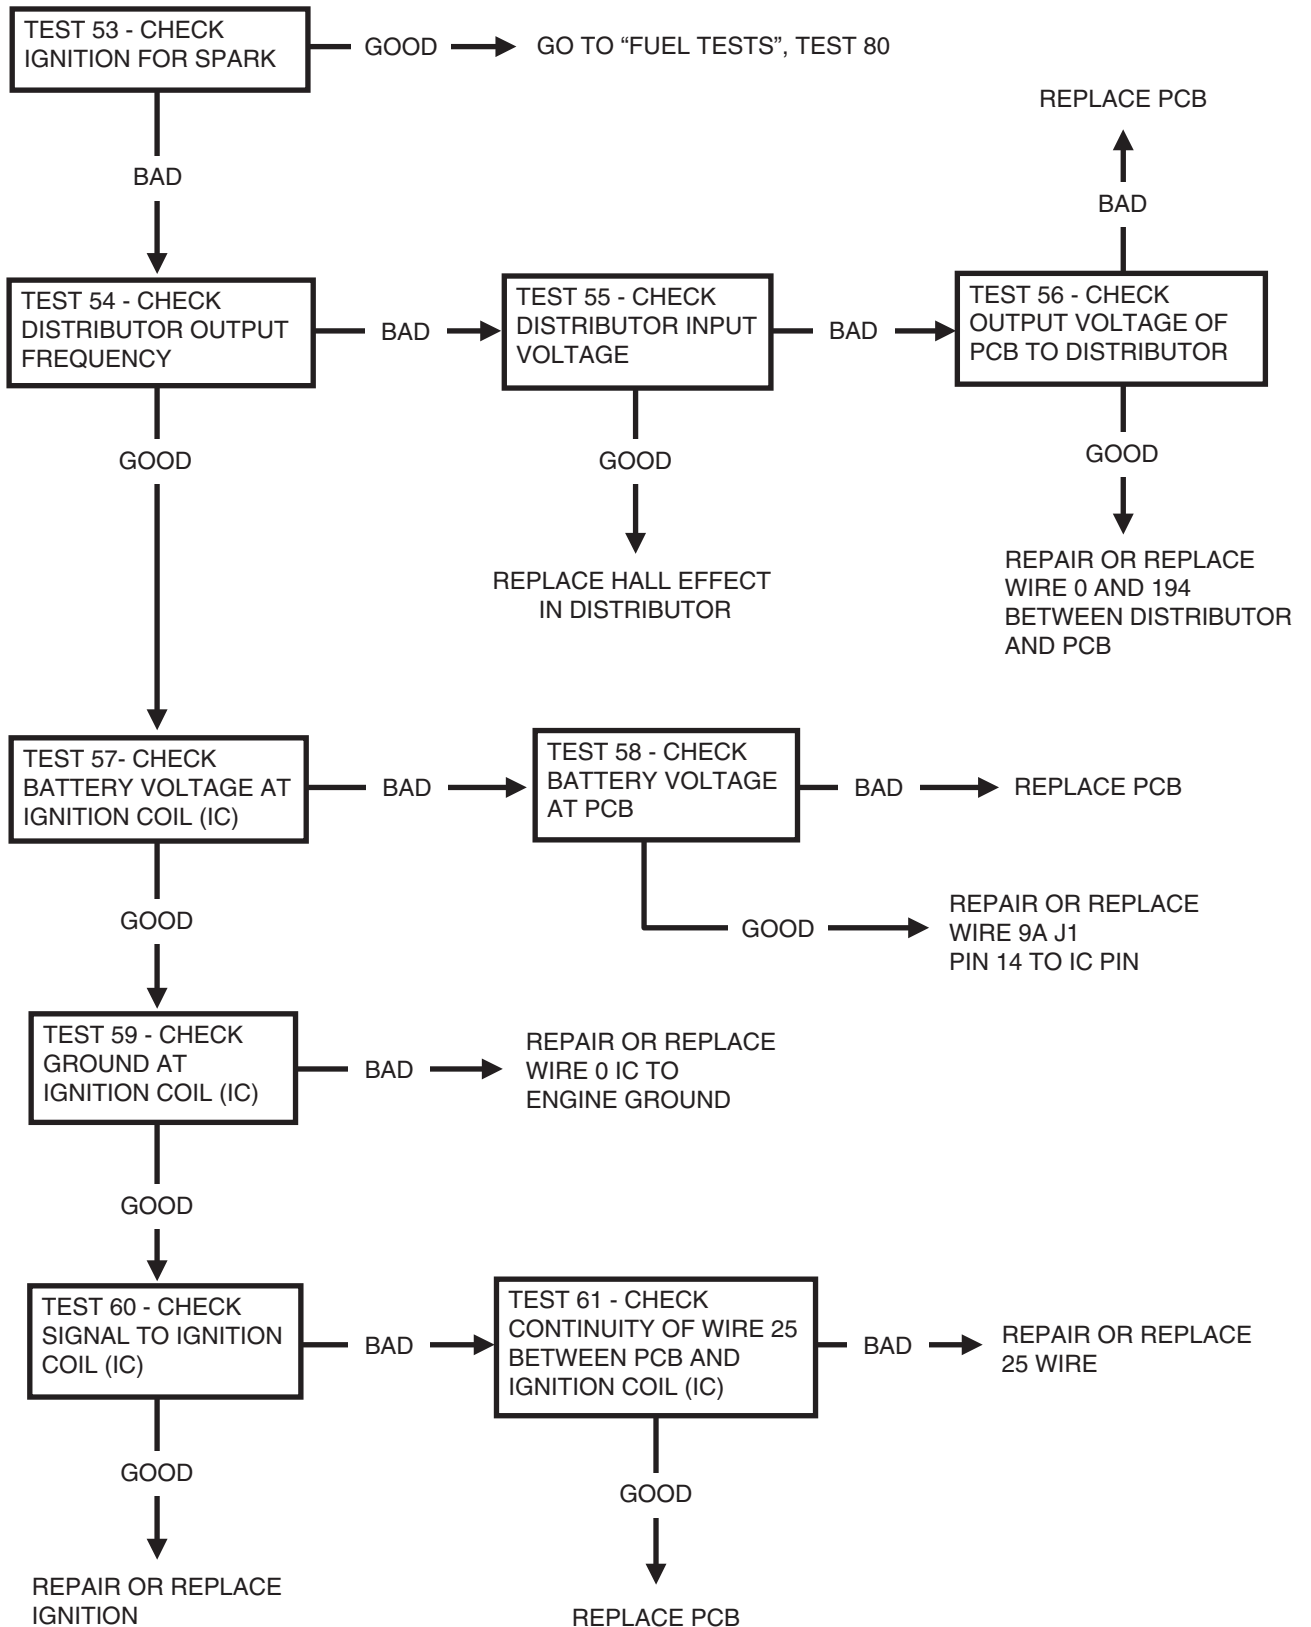 TEST 53 - CHECK
IGNITION FOR SPARK
GOOD
GO TO “FUEL TESTS”, TEST 80
BAD
REPLACE PCB
BAD
TEST 54 - CHECK
DISTRIBUTOR OUTPUT
FREQUENCY
BAD
TEST 55 - CHECK
DISTRIBUTOR INPUT
VOLTAGE
BAD
TEST 56 - CHECK
OUTPUT VOLTAGE OF
PCB TO DISTRIBUTOR
GOOD
GOOD
GOOD
REPLACE HALL EFFECT
IN DISTRIBUTOR
REPAIR OR REPLACE
WIRE 0 AND 194
BETWEEN DISTRIBUTOR
AND PCB
TEST 57- CHECK
BATTERY VOLTAGE AT
IGNITION COIL (IC)
BAD
TEST 58 - CHECK
BATTERY VOLTAGE
AT PCB
BAD
REPLACE PCB
GOOD
GOOD
REPAIR OR REPLACE
WIRE 9A J1
PIN 14 TO IC PIN
TEST 59 - CHECK
GROUND AT
IGNITION COIL (IC)
BAD
REPAIR OR REPLACE
WIRE 0 IC TO
ENGINE GROUND
GOOD
TEST 60 - CHECK
SIGNAL TO IGNITION
COIL (IC)
BAD
TEST 61 - CHECK
CONTINUITY OF WIRE 25
BETWEEN PCB AND
IGNITION COIL (IC)
BAD
REPAIR OR REPLACE
25 WIRE
GOOD
GOOD
REPAIR OR REPLACE
IGNITION
REPLACE PCB